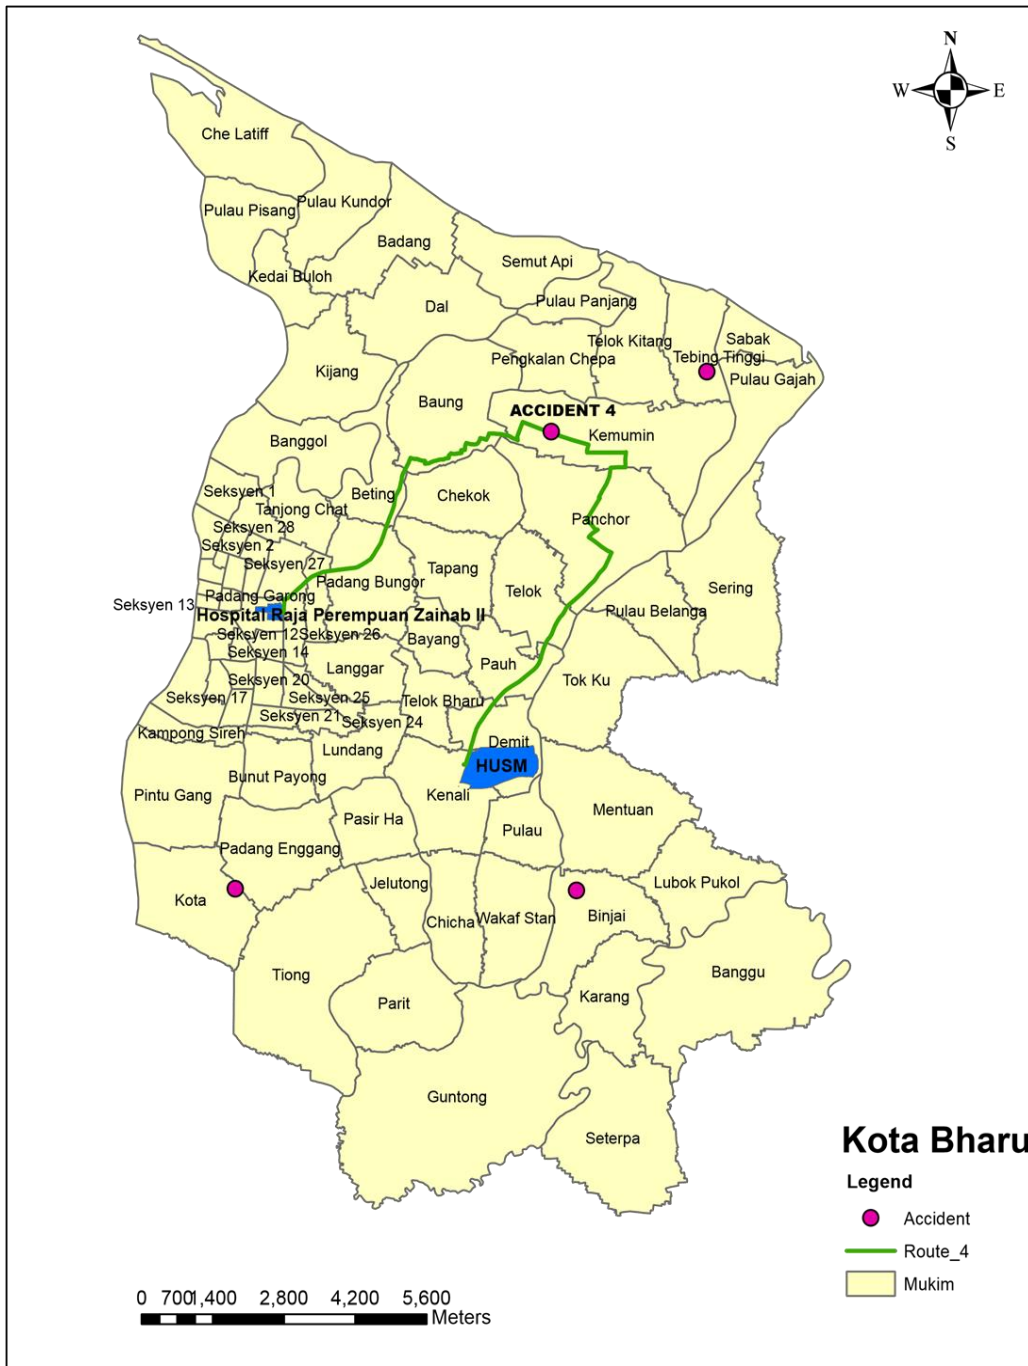 N
W
E
S
Che Latiff
Pulau Kundor
Pulau Pisang
Badang
Semut Api
Kedai Buloh
Pulau Panjang
Dal
Telok Kitang
Sabak
Pengkalan Chepa
Tebing Tinggi
Kijang
Pulau Gajah
Baung
ACCIDENT 4
Kemumin
Banggol
Seksyen 1
Beting
Chekok
Tanjong Chat
Panchor
Seksyen 28
Seksyen 2
Seksyen 27
Tapang
Padang Bungor
Telok
Sering
Padang Garong
Seksyen 13
Pulau Belanga
Hospital Raja Perempuan Zainab II
Seksyen 12
Seksyen 26
Bayang
Seksyen 14
Langgar
Pauh
Tok Ku
Seksyen 20
Seksyen 17
Seksyen 25
Telok Bharu
Seksyen 21
Seksyen 24
Kampong Sireh
Demit
Lundang
HUSM
Bunut Payong
Pintu Gang
Kenali
Mentuan
Pasir Ha
Pulau
Padang Enggang
Jelutong
Lubok Pukol
Kota
Chicha
Wakaf Stan
Binjai
Tiong
Banggu
Parit
Karang
Guntong
Seterpa
Kota Bharu
Legend
Accident
Route_4
Mukim
0 700 1,400 2,800 4,200 5,600
Meters